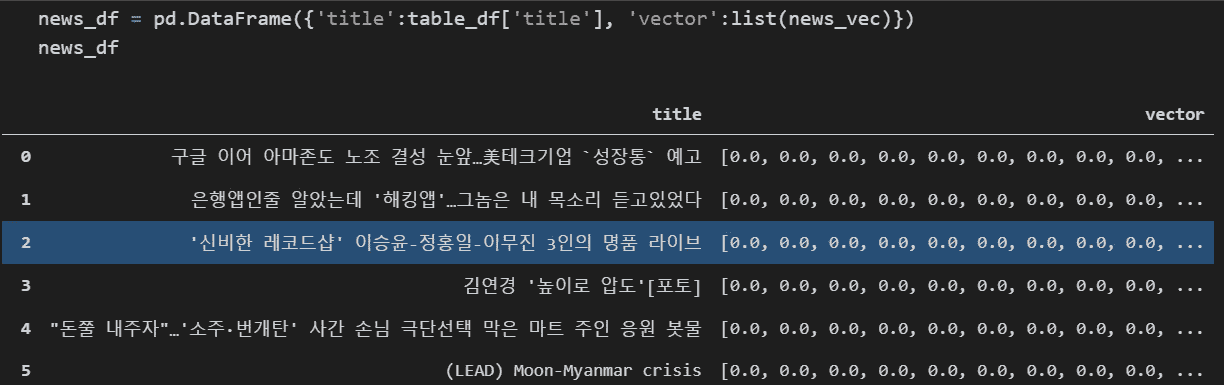 news_df = pd.DataFrame({'title':table_df['title'], 'vector':list(news_vec)})
news_df
title vector
0 구글 이어 아마존도 노조 결성 눈앞…美테크기업 `성장통` 예고 [0.0, 0.0, 0.0, 0.0, 0.0, 0.0, 0.0, 0.0, ...
1 은행앱인줄 알았는데 '해킹앱'…그놈은 내 목소리 듣고있었다 [0.0, 0.0, 0.0, 0.0, 0.0, 0.0, 0.0, 0.0, ...
2 '신비한 레코드샵' 이승윤-정홍일-이무진 3인의 명품 라이브 [0.0, 0.0, 0.0, 0.0, 0.0, 0.0, 0.0, 0.0, ...
3 김연경 '높이로 압도'[포토] [0.0, 0.0, 0.0, 0.0, 0.0, 0.0, 0.0, 0.0, ...
4 "돈쭐 내주자"…'소주·번개탄' 사간 손님 극단선택 막은 마트 주인 응원 봇물 [0.0, 0.0, 0.0, 0.0, 0.0, 0.0, 0.0, 0.0, ...
5 (LEAD) Moon-Myanmar crisis [0.0, 0.0, 0.0, 0.0, 0.0, 0.0, 0.0, 0.0, ...